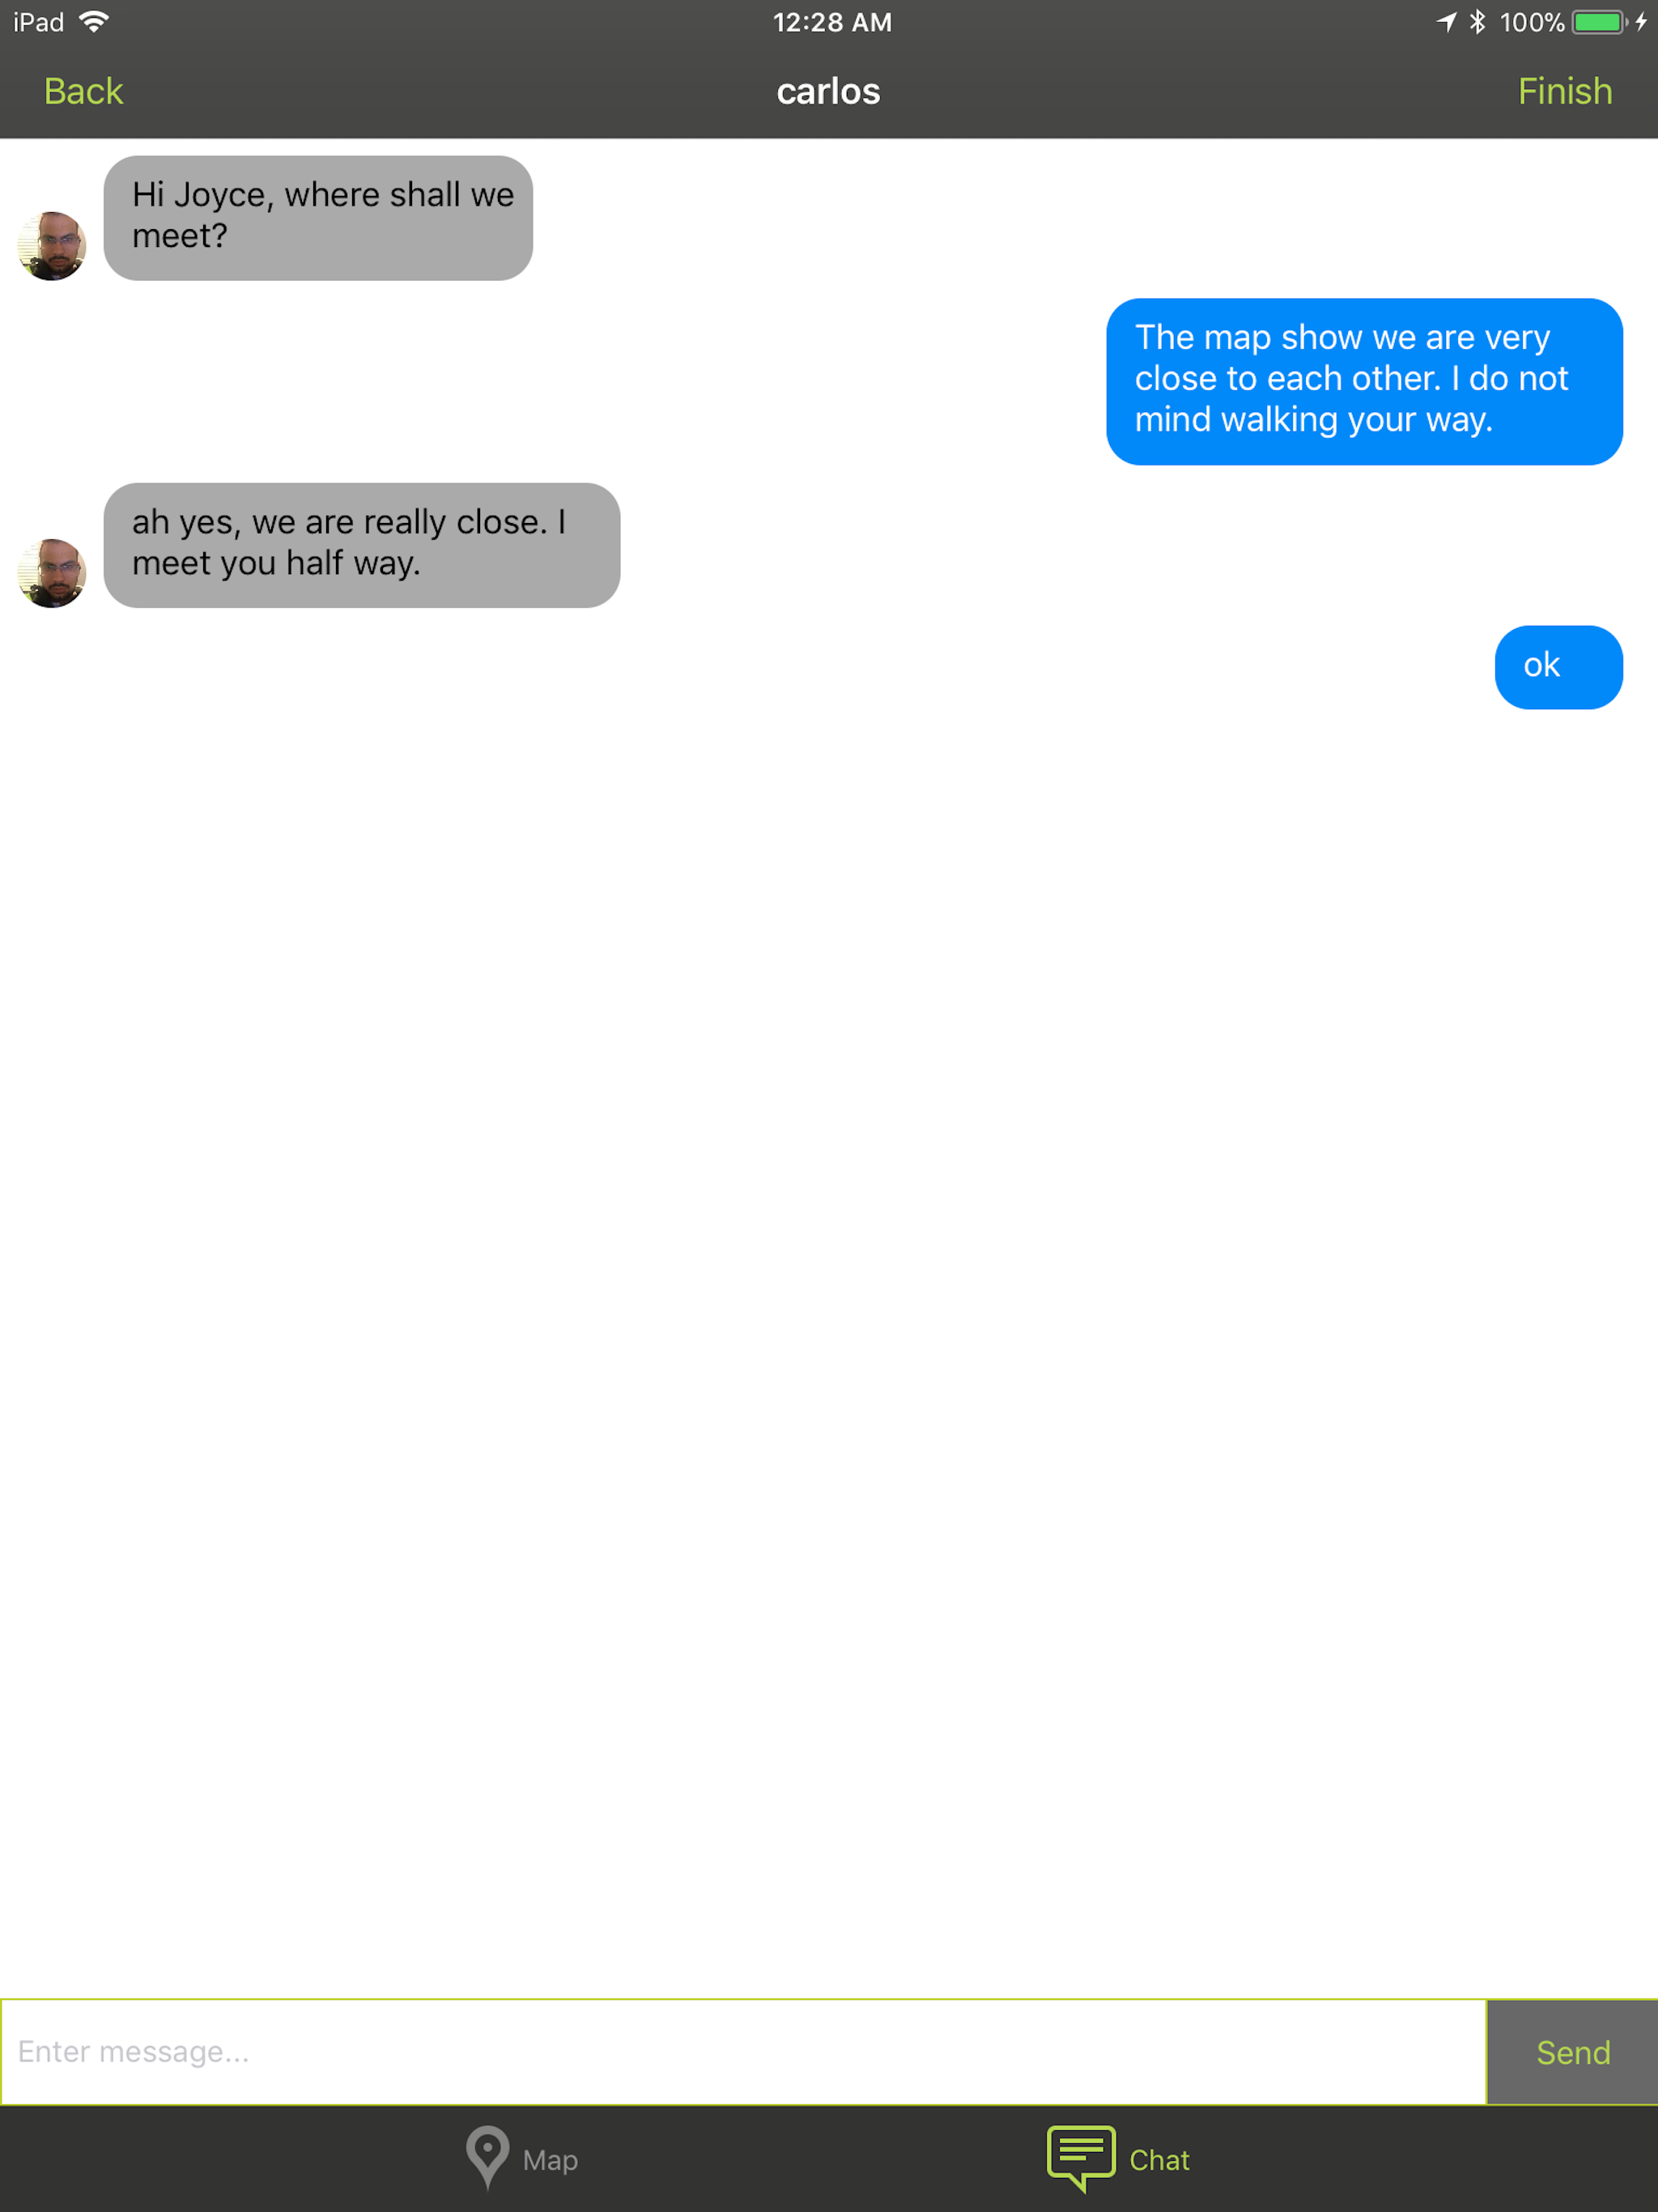 iPad 12:28 AM 100%
Back carlos Finish
Hi Joyce, where shall we
meet?
The map show we are very
close to each other. I do not
mind walking your way.
ah yes, we are really close. I
meet you half way.
ok
Enter message... Send
Map Chat